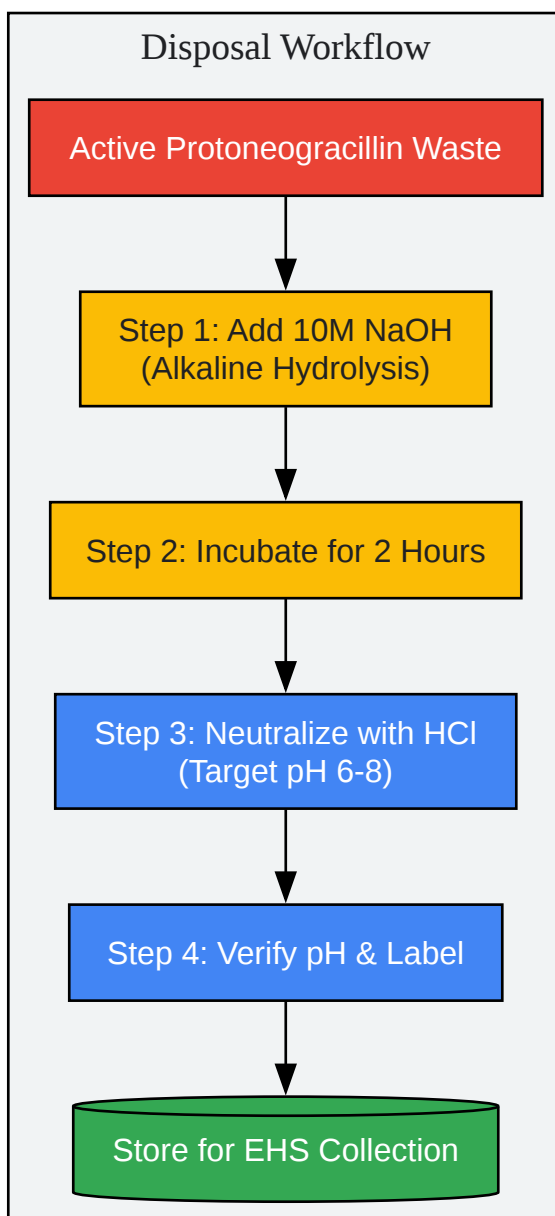 Disposal Workflow
Active Protoneogracillin Waste
Step 1: Add 10M NaOH
(Alkaline Hydrolysis)
Step 2: Incubate for 2 Hours
Step 3: Neutralize with HCl
(Target pH 6-8)
Step 4: Verify pH & Label
Store for EHS Collection